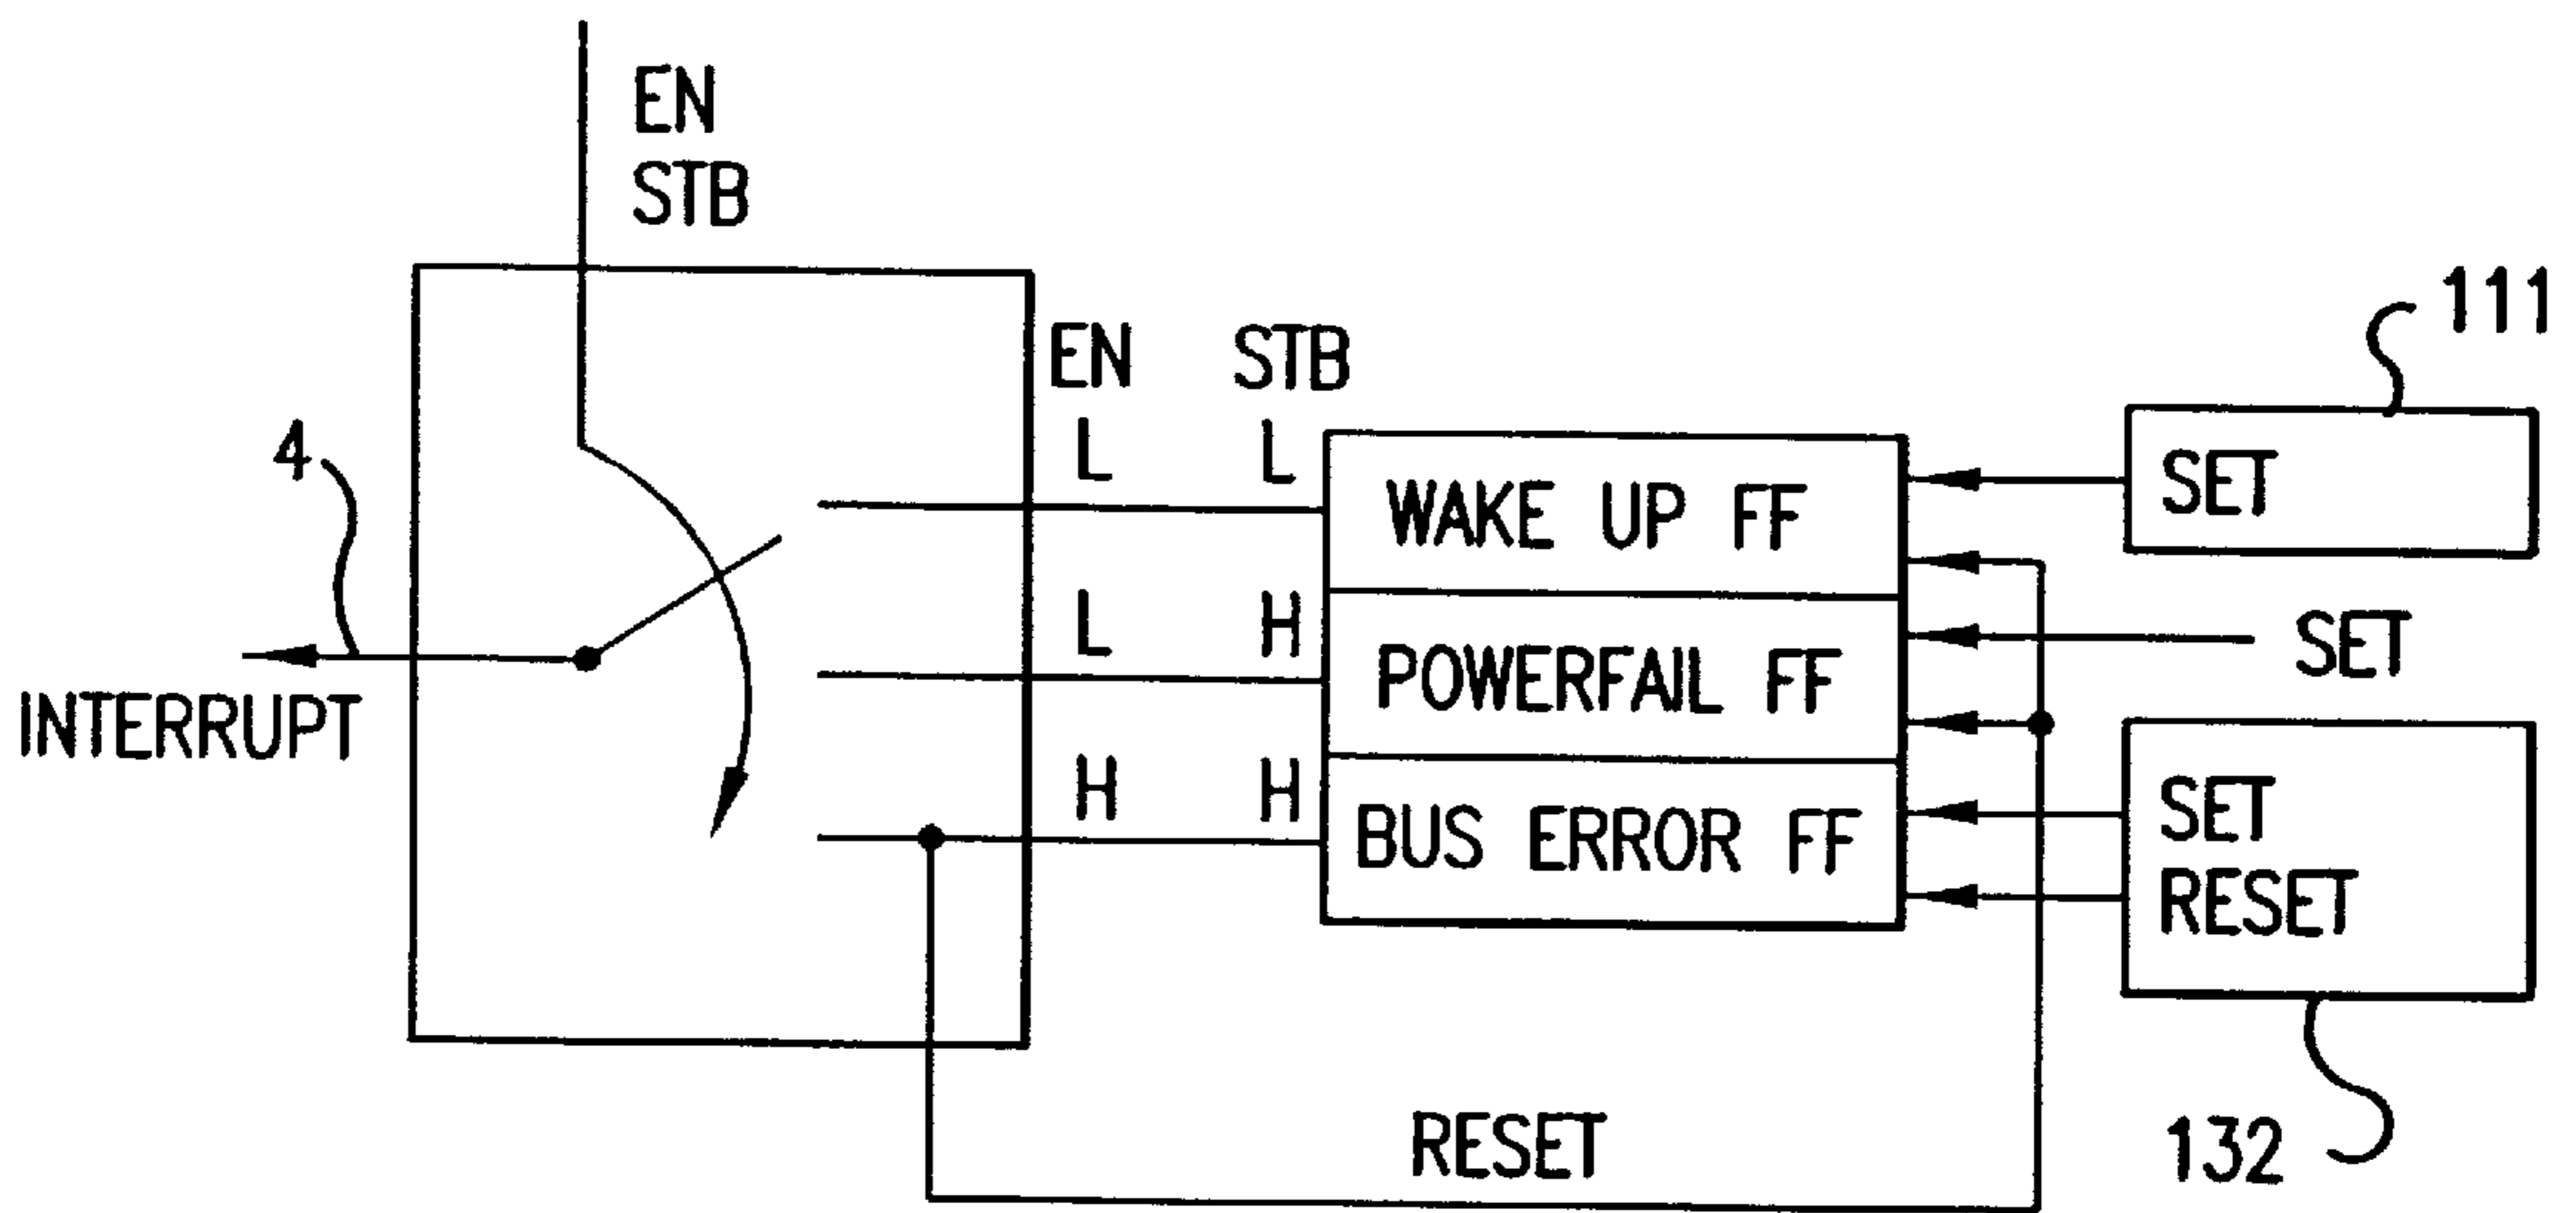 EN
STB
111
EN STB
L L
SET
4
WAKE UP FF
L H
SET
INTERRUPT
POWERFAIL FF
H H
SET
BUS ERROR FF
RESET
RESET
132